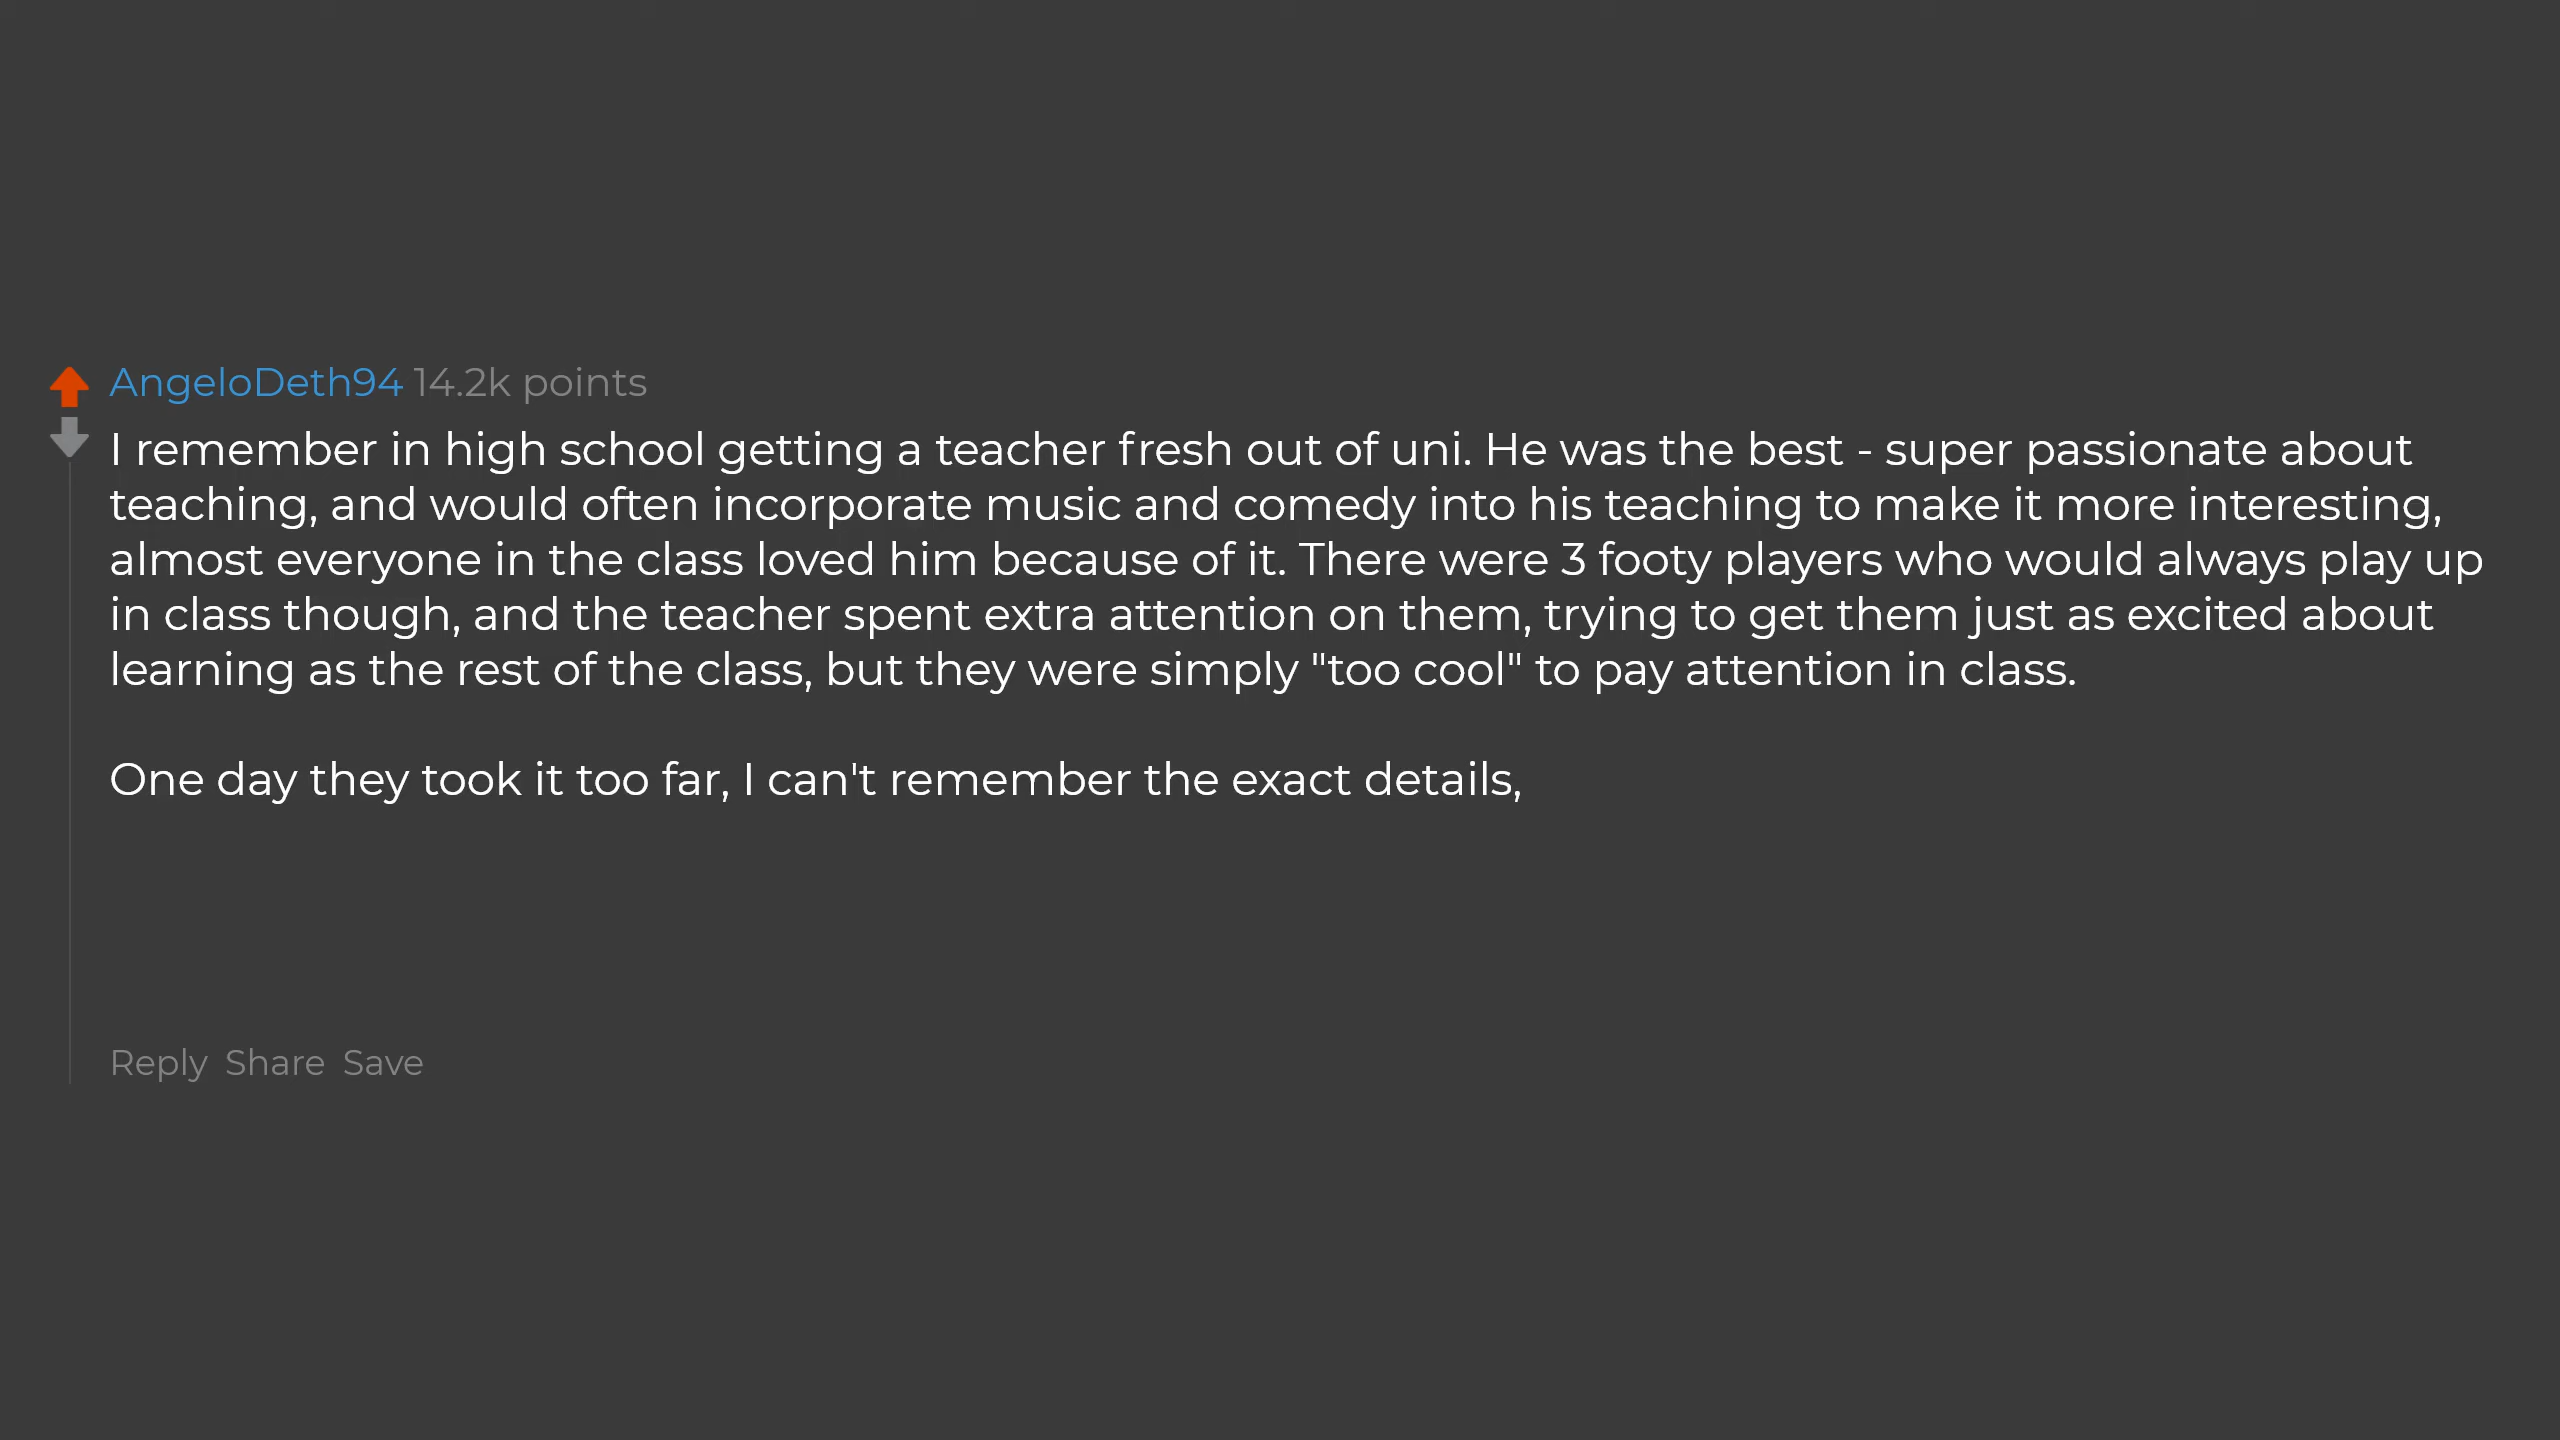 AngeloDeth94 14.2k points
I remember in high school getting a teacher fresh out of uni. He was the best - super passionate about
teaching, and would often incorporate music and comedy into his teaching to make it more interesting,
almost everyone in the class loved him because of it. There were 3 footy players who would always play up
in class though, and the teacher spent extra attention on them, trying to get them just as excited about
learning as the rest of the class, but they were simply "too cool" to pay attention in class.
One day they took it too far, I can't remember the exact details,
Reply Share Save